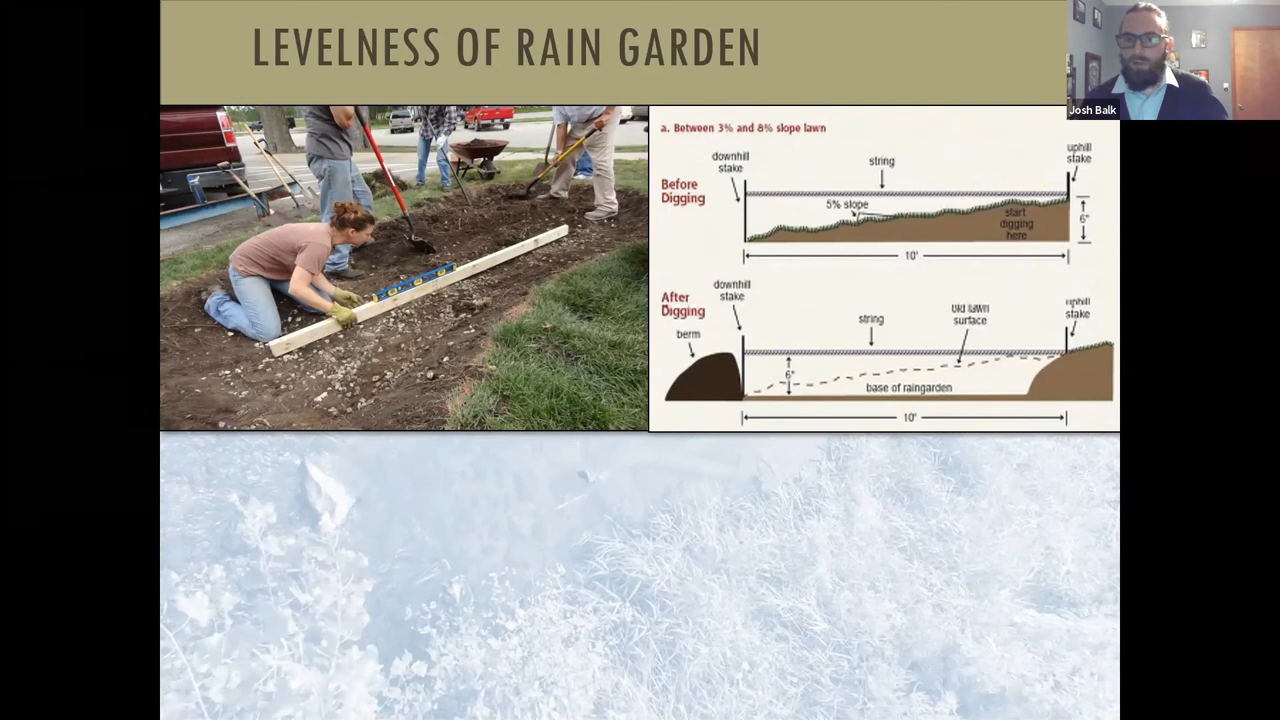 LEVELNESS OF RAIN GARDEN
Josh Balk
a. Between 3% and 8% slope lawn
downhill
stake
string
uphill
stake
Before
Digging
5% slope
start
digging
here
6"
10'
After
Digging
downhill
stake
string
old lawn
surface
uphill
stake
berm
6"
base of raingarden
10'